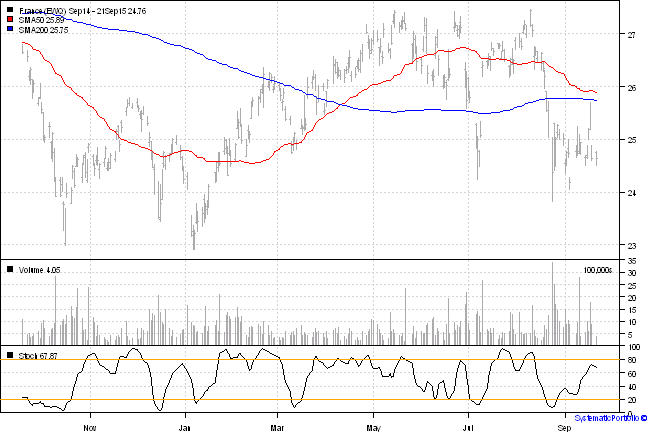 France (EWQ) Sep14 - 21Sep15 24.76
SMA50 25.89
SMA200 25.75
27
26
25
24
23
Volume 4.05
100,000s
35
30
25
20
15
10
5
Stoch 67.87
100
80
60
40
20
0
Nov Jan Mar May Jul Sep
SystematicPortfolio ©